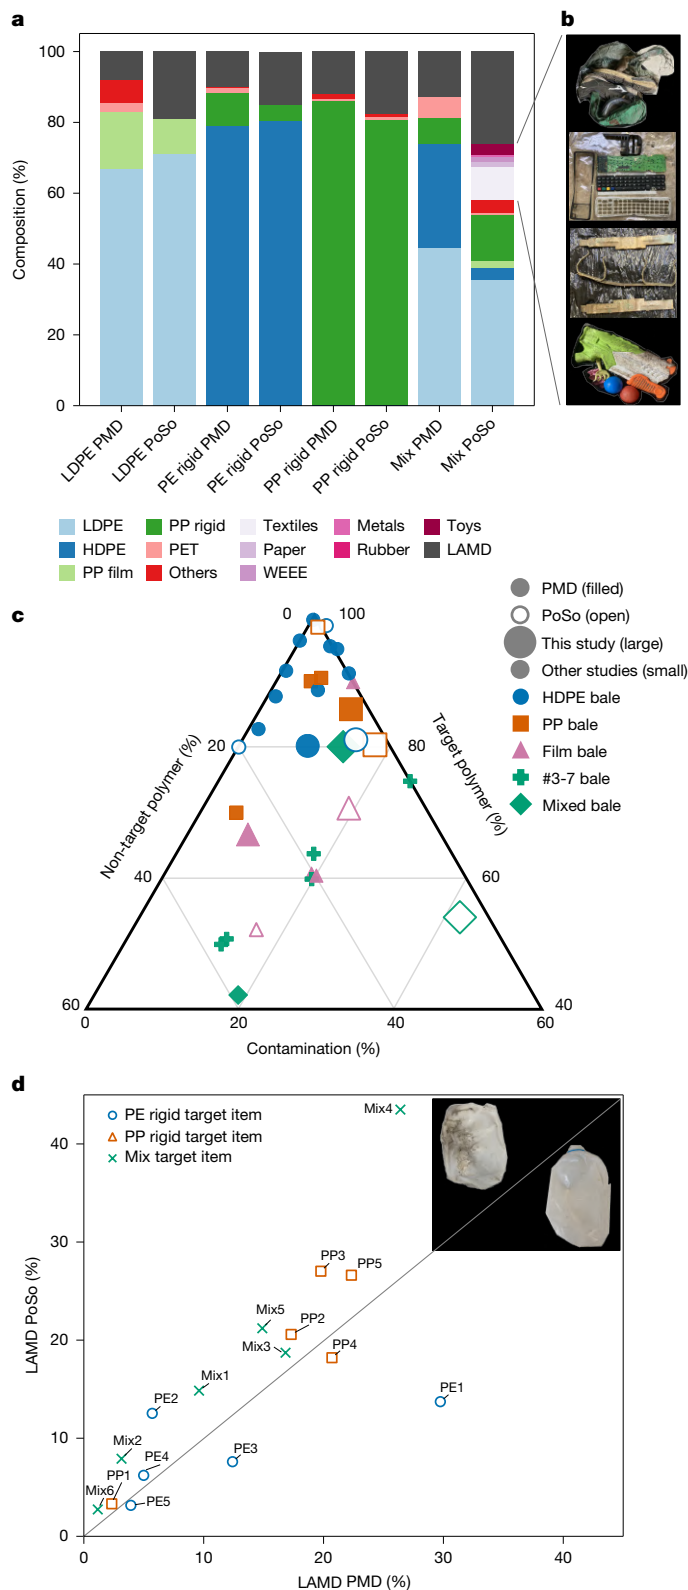 a
b
100
80
60
40
20
0
Composition (%)
LDPE PMD
LDPE PoSo
PE rigid PMD
PE rigid PoSo
PP rigid PMD
PP rigid PoSo
Mix PMD
Mix PoSo
LDPE
PP rigid
Textiles
Metals
Toys
HDPE
PET
Paper
Rubber
LAMD
PP film
Others
WEEE
c
0
100
PMD (filled)
PoSo (open)
This study (large)
Other studies (small)
HDPE bale
PP bale
Film bale
#3-7 bale
Mixed bale
Non-target polymer (%)
Target polymer (%)
20
80
40
60
60
40
0
20
40
60
Contamination (%)
d
PE rigid target item
PP rigid target item
Mix target item
40
30
20
10
0
LAMD PoSo (%)
Mix4
PP3
PP5
Mix5
PP2
Mix3
PP4
Mix1
PE1
PE2
Mix2
PE3
PE4
PP1
Mix6
PE5
0
10
20
30
40
LAMD PMD (%)